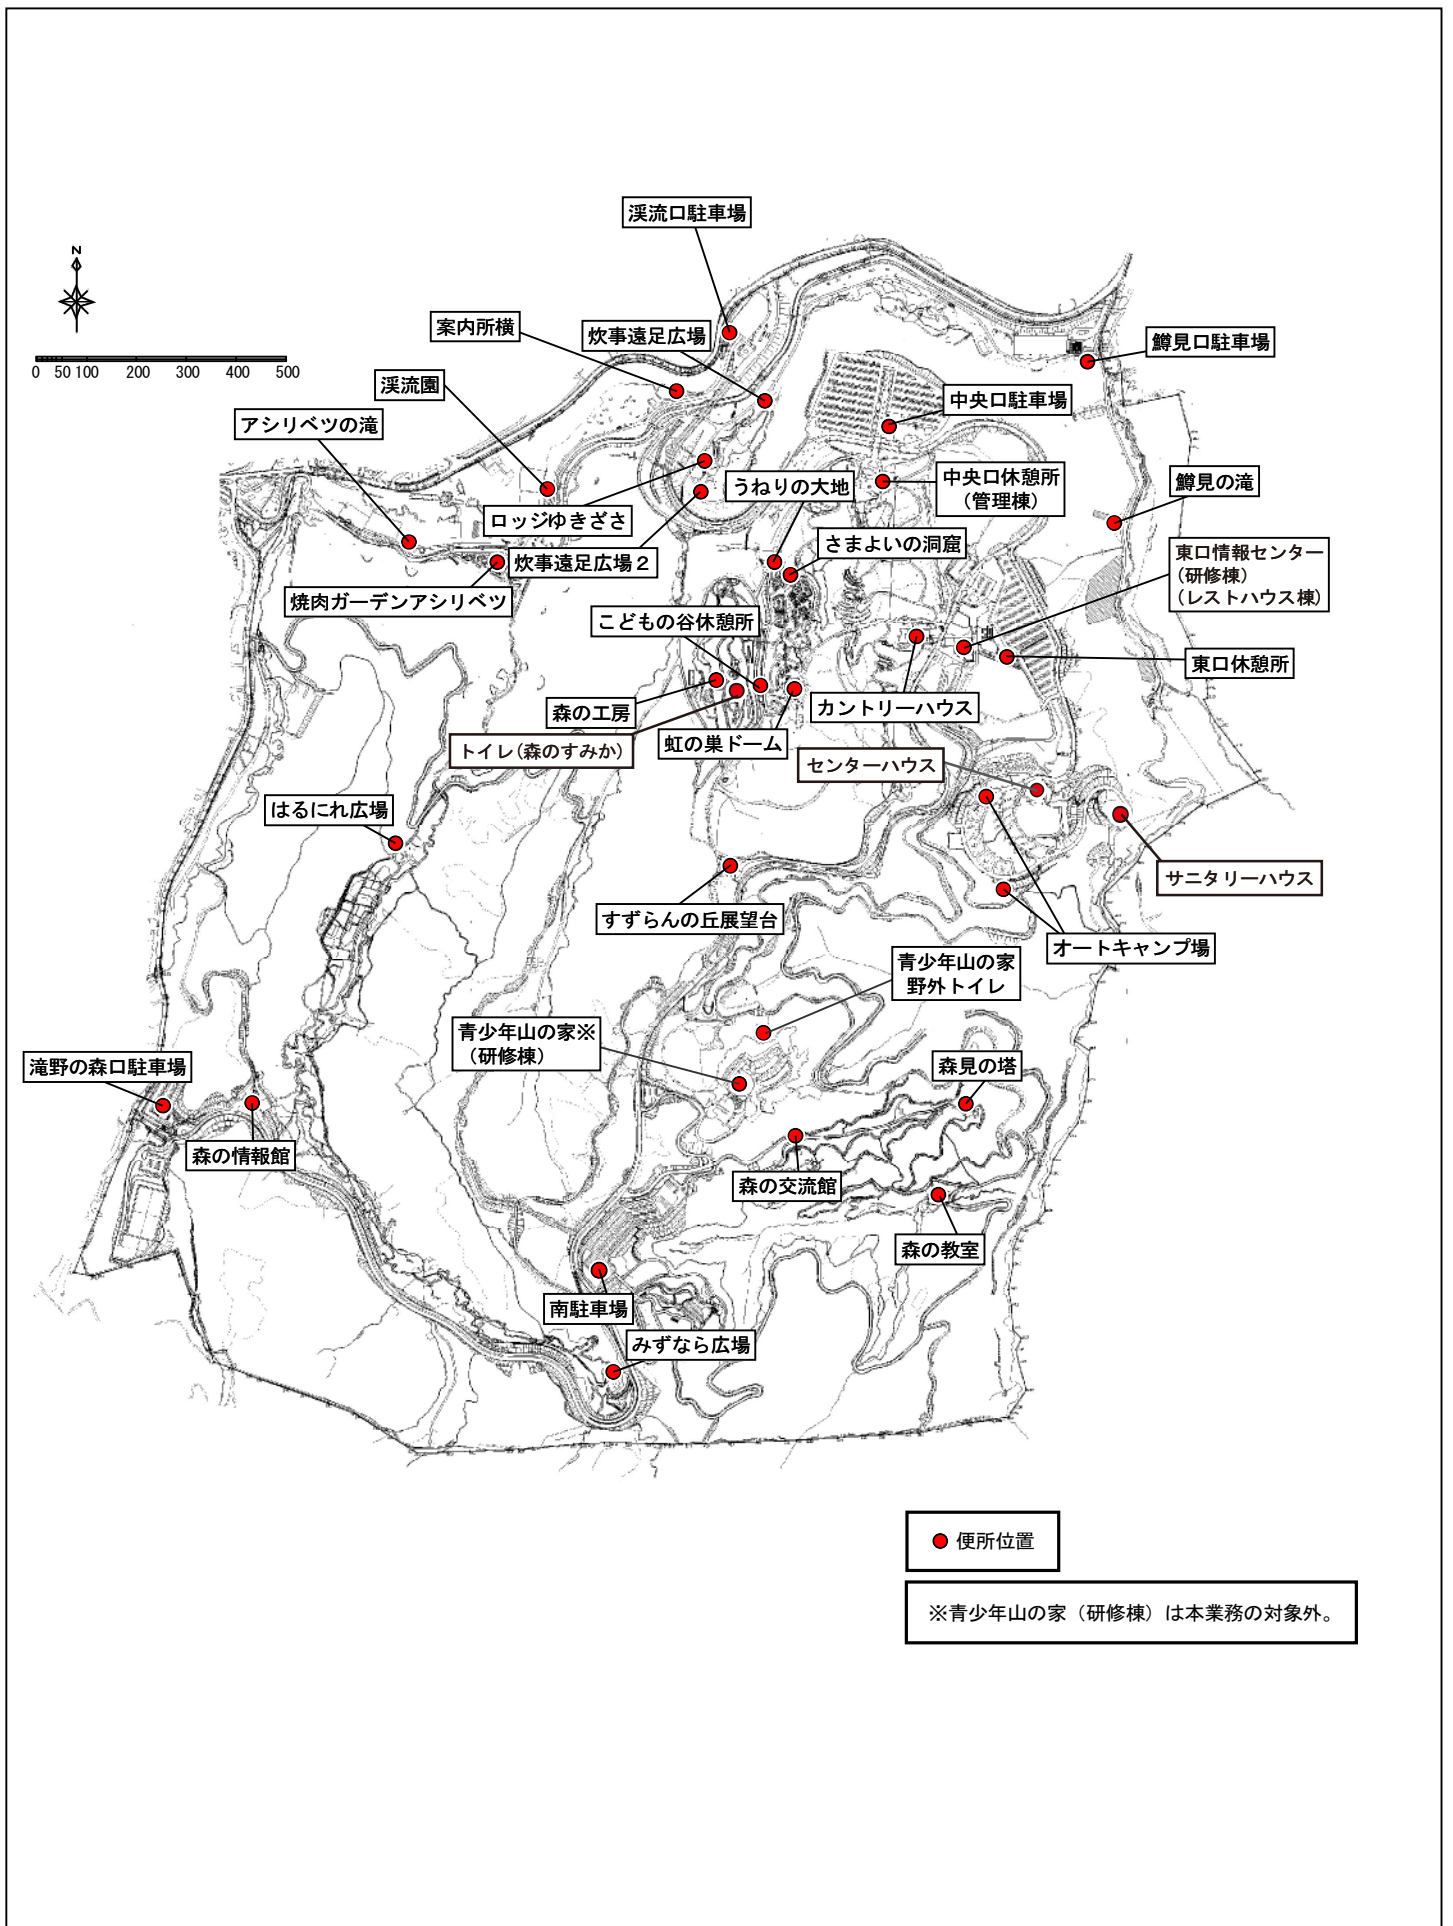 渓流口駐車場
N
案内所横
炊事遠足広場
鱒見口駐車場
0 50 100 200 300 400 500
渓流園
中央口駐車場
アシリベツの滝
中央口休憩所
(管理棟)
うねりの大地
鱒見の滝
ロッジゆきざさ
さまよいの洞窟
東口情報センター
(研修棟)
(レストハウス棟)
炊事遠足広場2
焼肉ガーデンアシリベツ
こどもの谷休憩所
東口休憩所
カントリーハウス
森の工房
虹の巣ドーム
トイレ(森のすみか)
センターハウス
はるにれ広場
サニタリーハウス
すずらんの丘展望台
オートキャンプ場
青少年山の家
野外トイレ
青少年山の家※
(研修棟)
滝野の森口駐車場
森見の塔
森の情報館
森の交流館
森の教室
南駐車場
みずなら広場
便所位置
※青少年山の家(研修棟)は本業務の対象外。